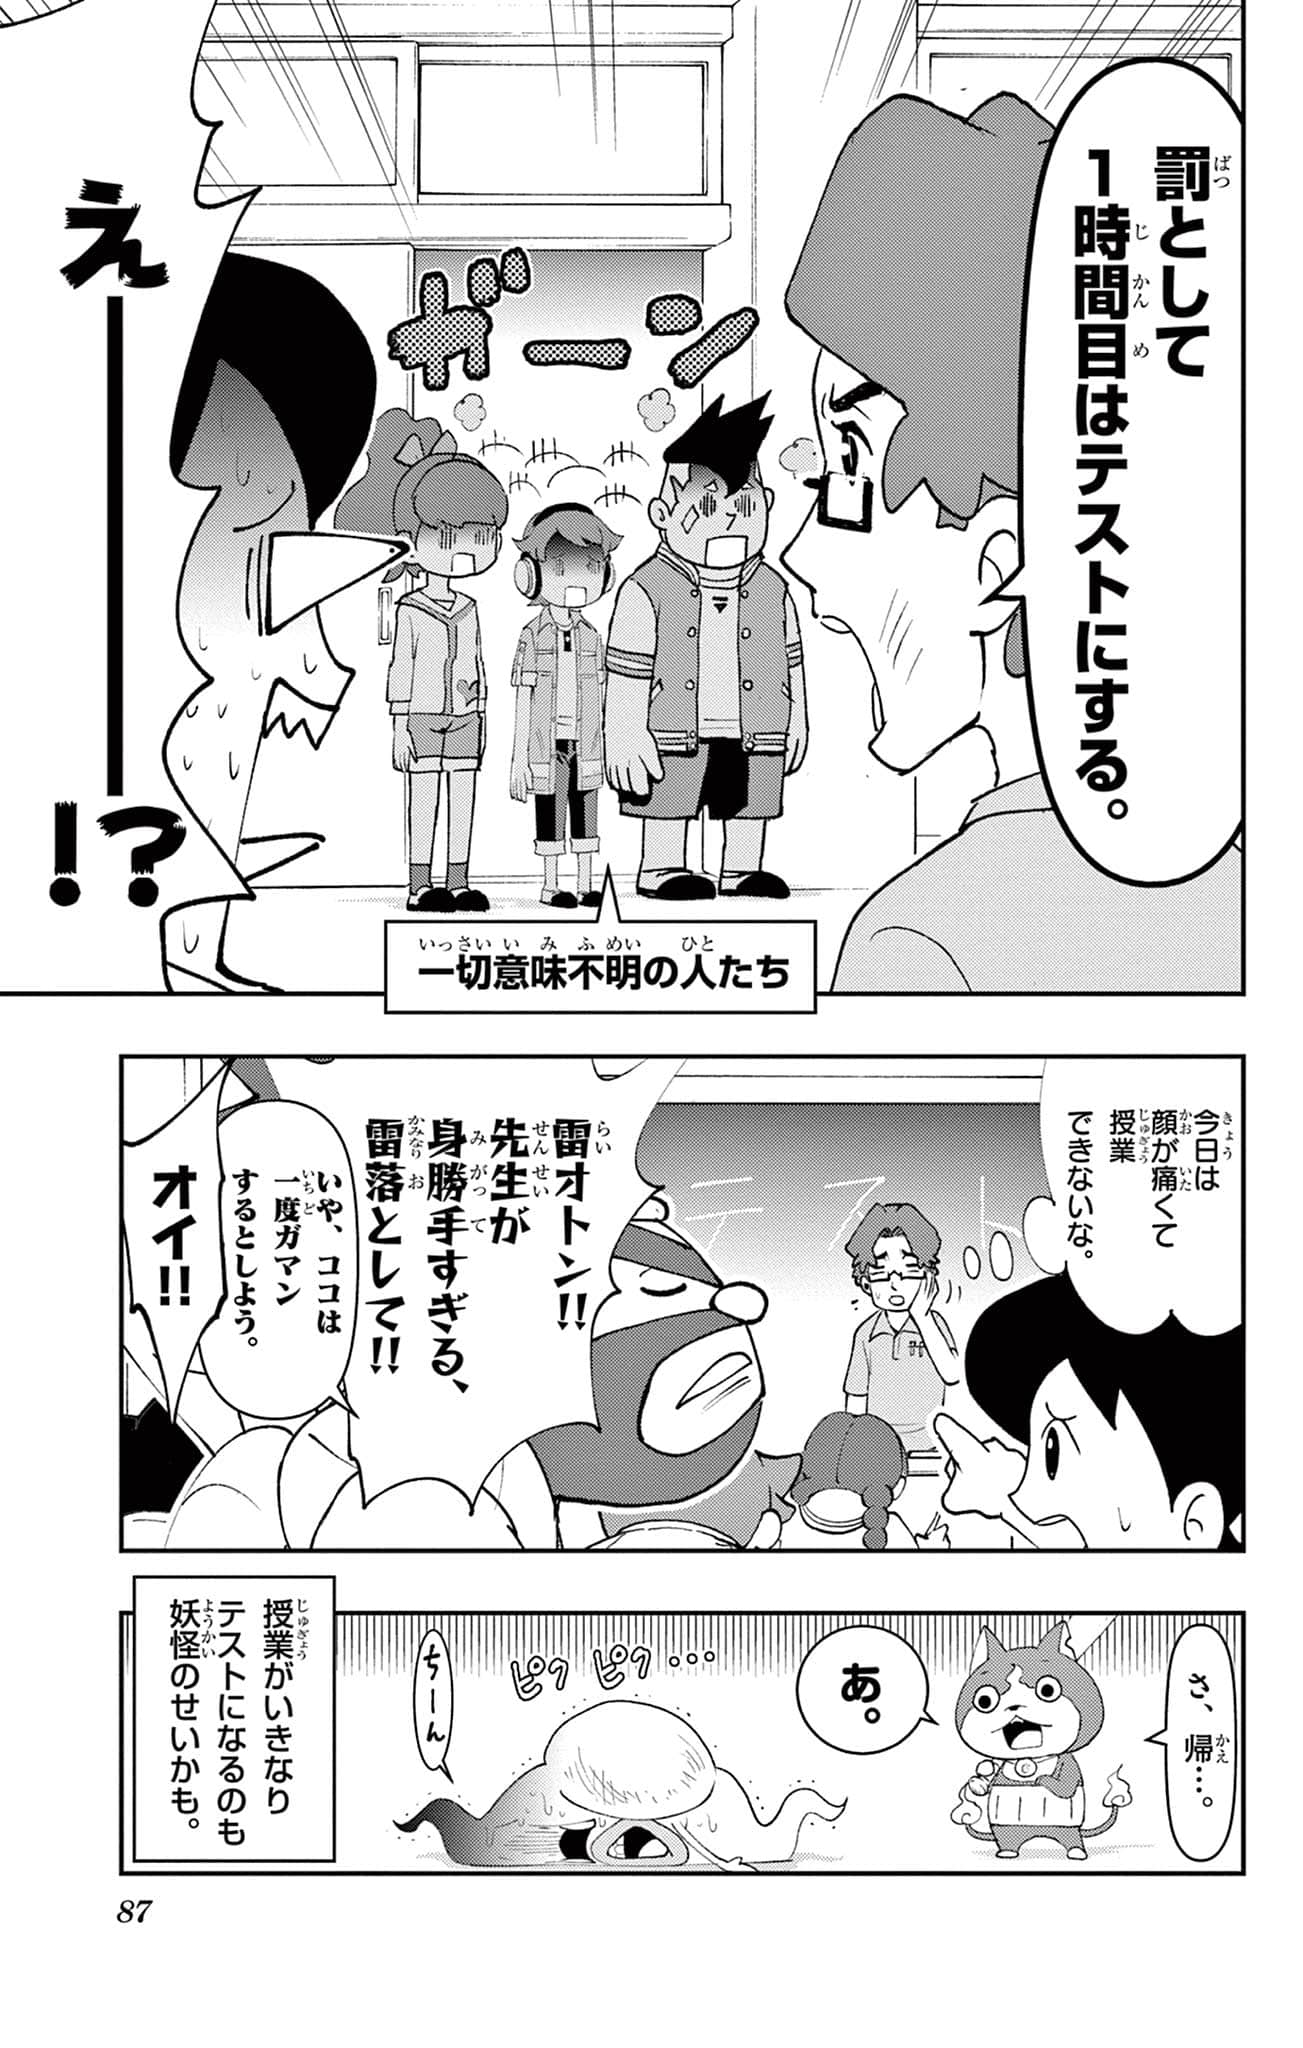 罰として
1時間目はテストにする。
ガーン
え――!?
一切意味不明の人たち
今日は
顔が痛くて
授業
できないな。
雷オトン!!
先生が
身勝手すぎる、
雷落として!!
いや、ココは
一度ガマン
するとしよう。
オイ!!
さ、帰…。
あ。
ピク ピク…
ちーん
授業がいきなり
テストになるのも
妖怪のせいかも。
87